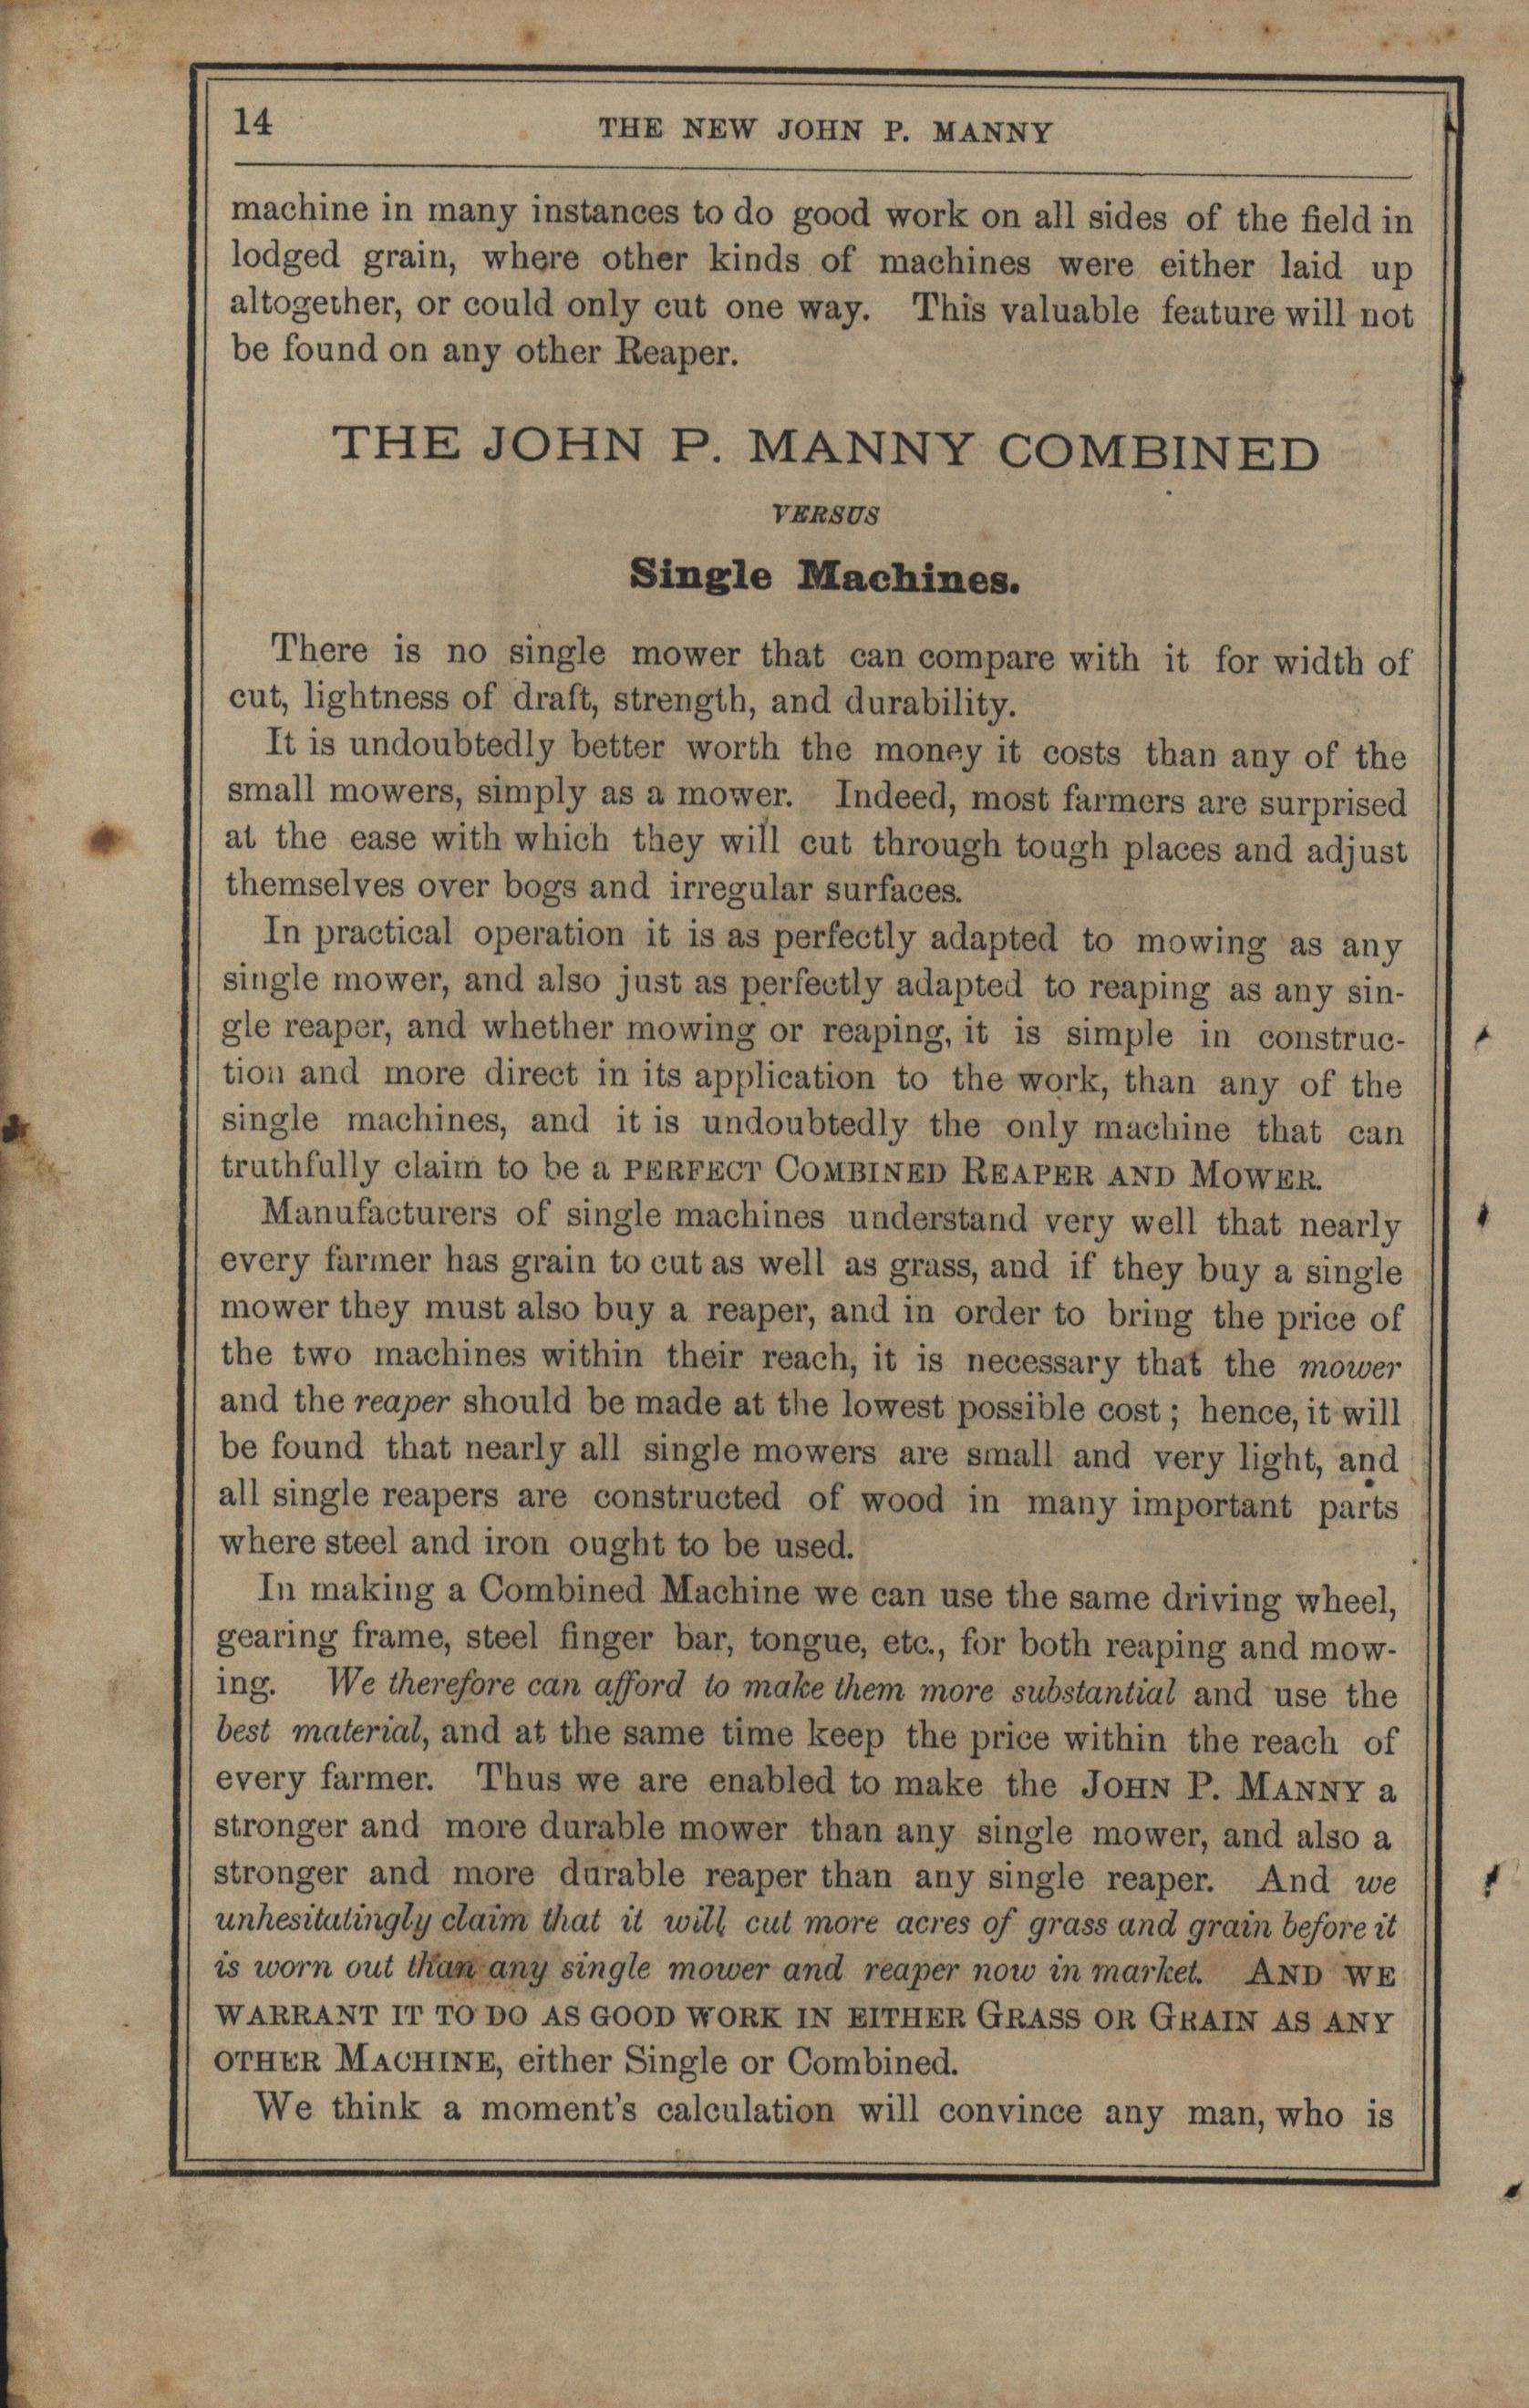 14
THE NEW JOHN P. MANNY
machine in many instances to do good work on all sides of the field in
lodged grain, where other kinds of machines were either laid up
altogether, or could only cut one way. This valuable feature will not
be found on any other Reaper.
THE JOHN P. MANNY COMBINED
VERSUS
Single Machines.
There is no single mower that can compare with it for width of
cut, lightness of draft, strength, and durability.
It is undoubtedly better worth the money it costs than any of the
small mowers, simply as a mower. Indeed, most farmers are surprised
at the ease with which they will cut through tough places and adjust
themselves over bogs and irregular surfaces.
In practical operation it is as perfectly adapted to mowing as any
single mower, and also just as perfectly adapted to reaping as any sin-
gle reaper, and whether mowing or reaping, it is simple in construc-
tion and more direct in its application to the work, than any of the
single machines, and it is undoubtedly the only machine that can
truthfully claim to be a PERFECT COMBINED REAPER AND MOWER.
Manufacturers of single machines understand very well that nearly
every farmer has grain to cut as well as grass, and if they buy a single
mower they must also buy a reaper, and in order to bring the price of
the two machines within their reach, it is necessary that the mower
and the reaper should be made at the lowest possible cost; hence, it will
be found that nearly all single mowers are small and very light, and
all single reapers are constructed of wood in many important parts
where steel and iron ought to be used.
In making a Combined Machine we can use the same driving wheel,
gearing frame, steel finger bar, tongue, etc., for both reaping and mow-
ing. We therefore can afford to make them more substantial and use the
best material, and at the same time keep the price within the reach of
every farmer. Thus we are enabled to make the JOHN P. MANNY a
stronger and more durable mower than any single mower, and also a
stronger and more durable reaper than any single reaper. And we
unhesitatingly claim that it will cut more acres of grass and grain before it
is worn out than any single mower and reaper now in market. AND WE
WARRANT IT TO DO AS GOOD WORK IN EITHER GRASS OR GRAIN AS ANY
OTHER MACHINE, either Single or Combined.
We think a moment's calculation will convince any man, who is